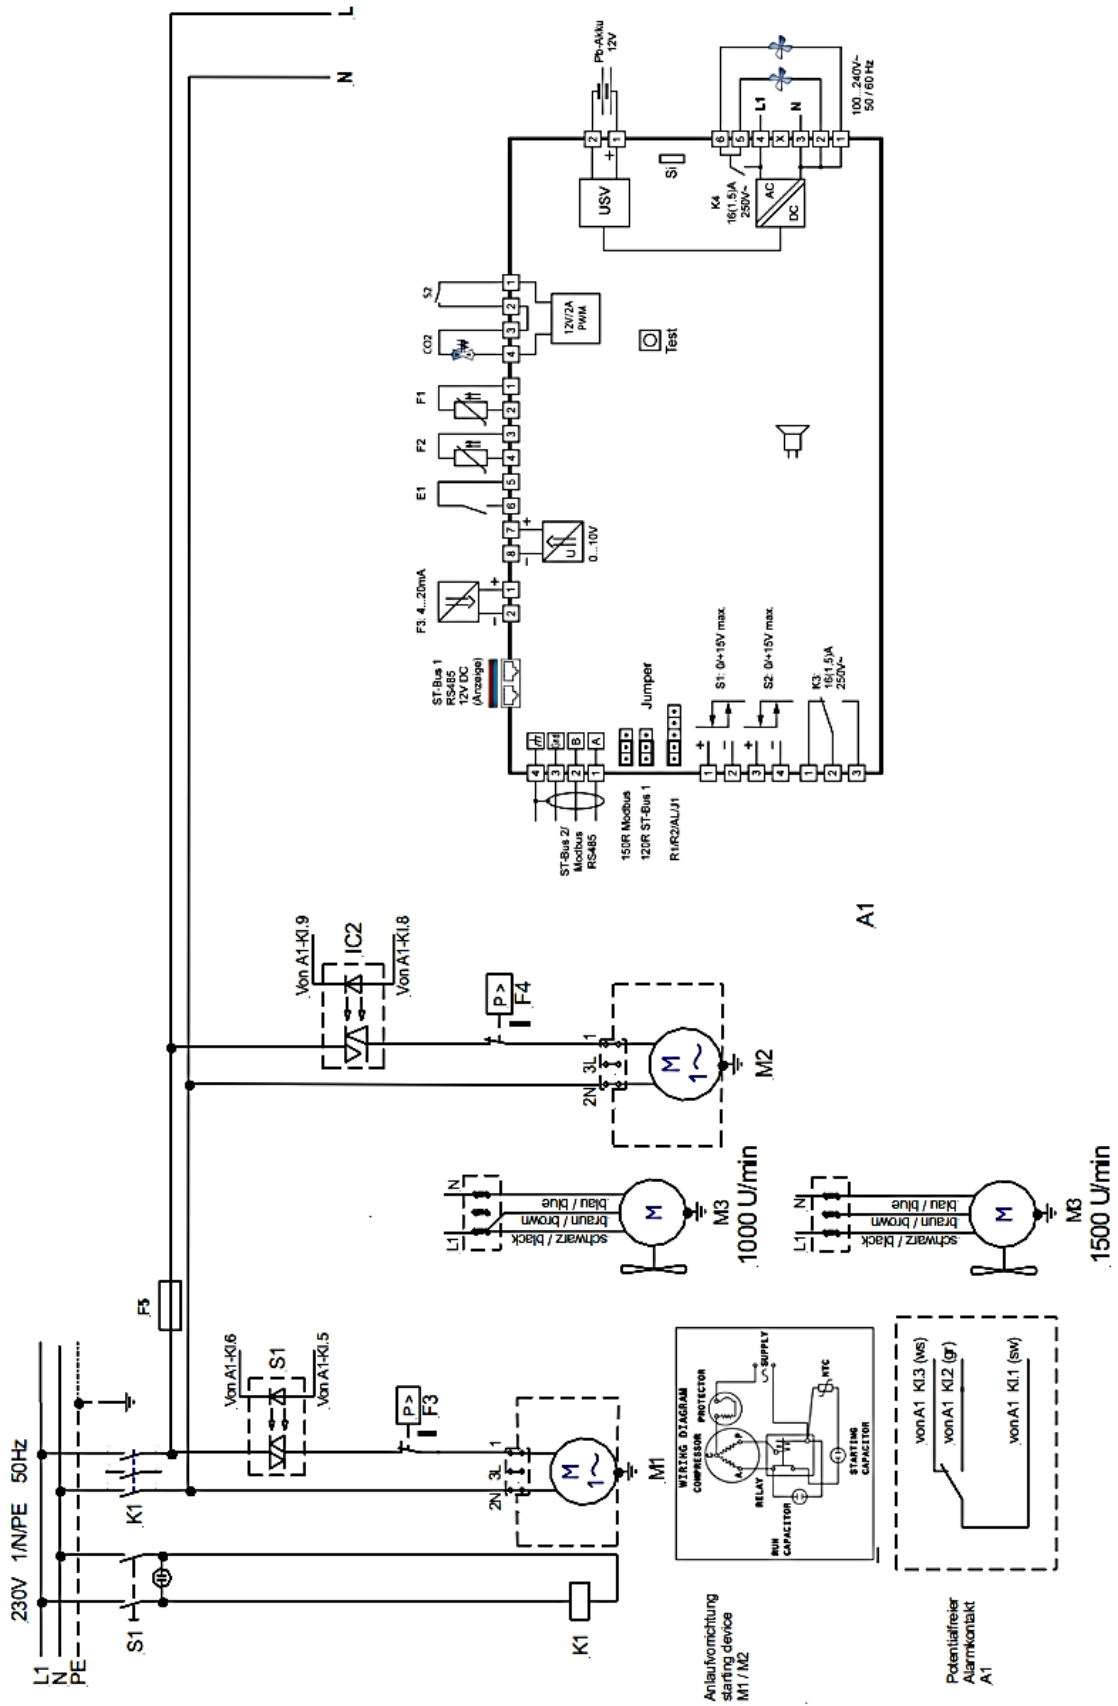 L1
N
PE
230V 1/N/PE 50Hz
S1
K1
K1
F5
L
N
Von A1-Kl.6
Von A1-Kl.5
S1
P >
F3
1
3L
2N
M
1~
M1
Von A1-Kl.9
Von A1-Kl.8
IC2
P >
F4
1
3L
2N
M
1~
M2
L1
N
schwarz / black
braun / brown
blau / blue
M
M3
1000 U/min
L1
N
schwarz / black
braun / brown
blau / blue
M
M3
1500 U/min
Anlaufvorrichtung
starting device
M1 / M2
WIRING DIAGRAM
COMPRESSOR PROTECTOR
SUPPLY
C
A
P
RELAY
NTC
RUN
CAPACITOR
STARTING
CAPACITOR
Potentialfreier
Alarmkontakt
A1
von A1 Kl.3 (ws)
von A1 Kl.2 (gr)
von A1 Kl.1 (sw)
A1
ST-Bus 2/
Modbus
RS485
4
3
2
1
Gnd
B
A
150R Modbus
120R ST-Bus 1
Jumper
R1/R2/AL/J1
1
2
3
4
+
-
+
-
S1: 0/+15V max.
S2: 0/+15V max.
1
2
3
K3:
16(1,5)A
250V~
ST-Bus 1
RS485
12V DC
(Anzeige)
F3: 4...20mA
-
+
2
1
U
0...10V
-
+
8
7
E1
6
5
F2
4
3
F1
2
1
CO2
S2
4
3
2
1
12V/2A
PWM
Test
Si
USV
+
2
1
Pb-Akku
12V
K4
16(1,5)A
250V~
AC
DC
6
5
4
X
3
2
1
L1
N
100...240V~
50 / 60 Hz